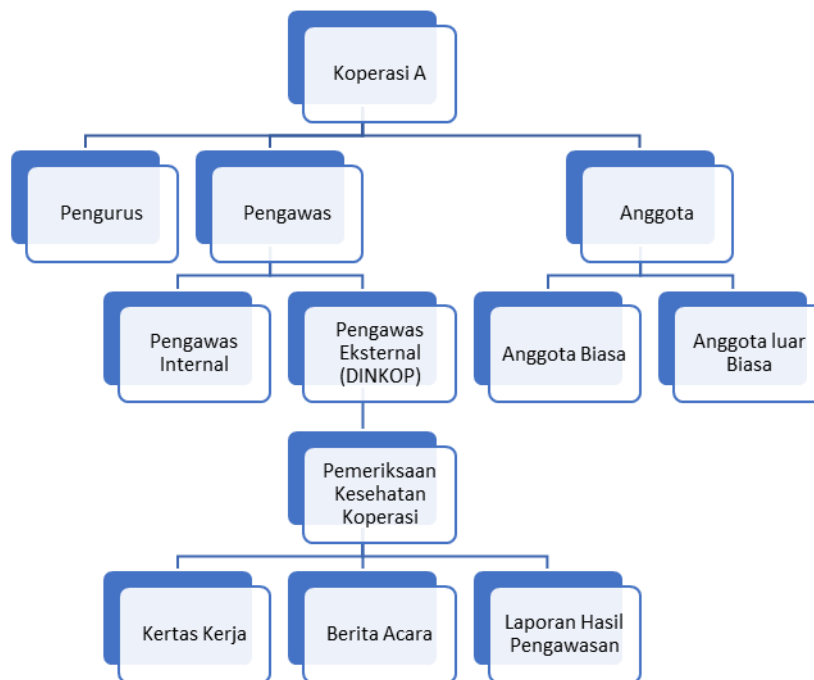 Koperasi A
Pengurus
Pengawas
Anggota
Pengawas
Internal
Pengawas
Eksternal
(DINKOP)
Anggota Biasa
Anggota luar
Biasa
Pemeriksaan
Kesehatan
Koperasi
Kertas Kerja
Berita Acara
Laporan Hasil
Pengawasan